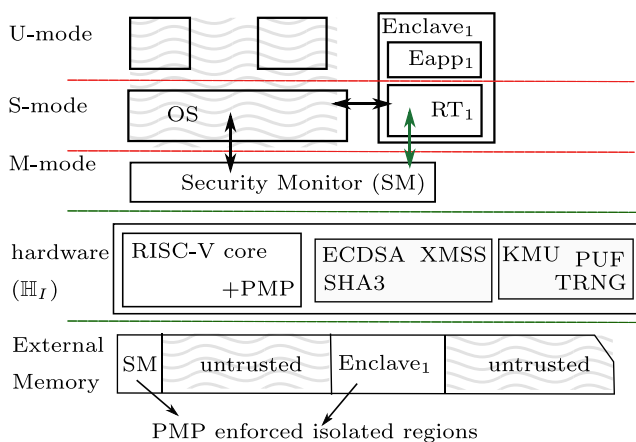 U-mode
Enclave₁
Eapp₁
S-mode
OS
RT₁
M-mode
Security Monitor (SM)
hardware
(ℍ_I)
RISC-V core
+PMP
ECDSA XMSS
SHA3
KMU PUF
TRNG
External
Memory
SM
untrusted
Enclave₁
untrusted
PMP enforced isolated regions